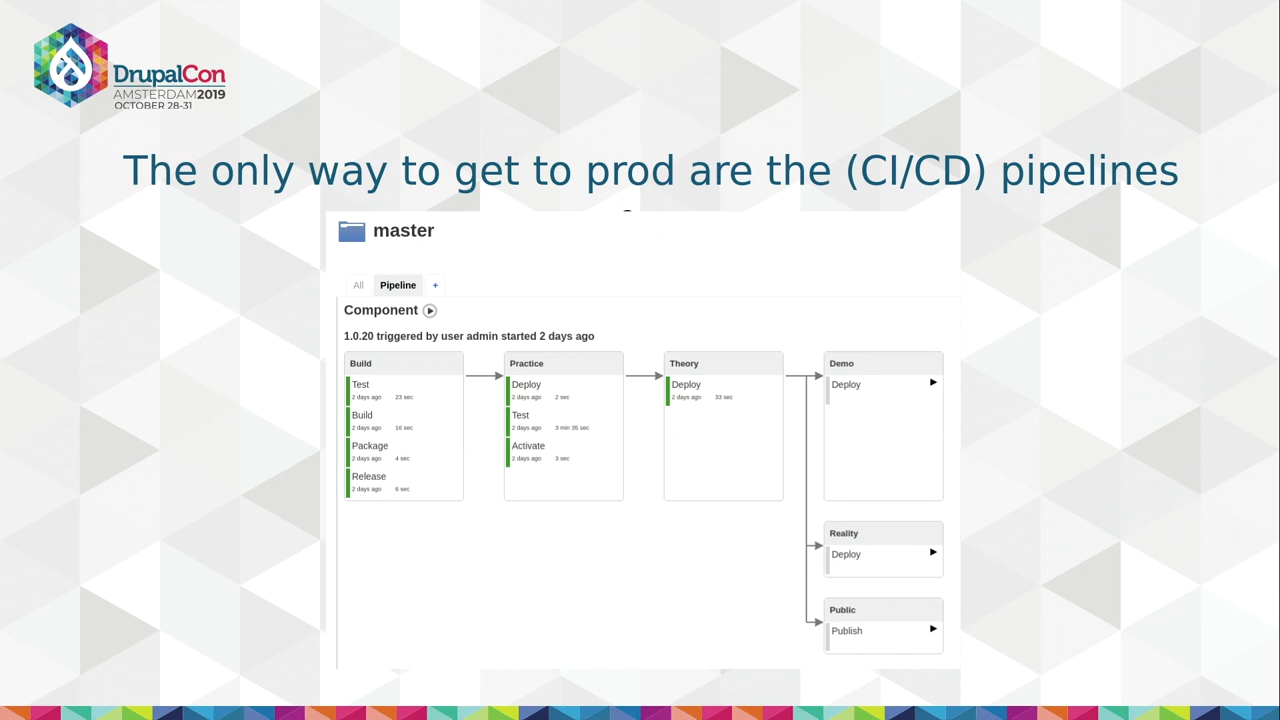 DrupalCon
AMSTERDAM2019
OCTOBER 28-31
The only way to get to prod are the (CI/CD) pipelines
master
All Pipeline +
Component
1.0.20 triggered by user admin started 2 days ago
Build
Test
2 days ago 23 sec
Build
2 days ago 16 sec
Package
2 days ago 4 sec
Release
2 days ago 6 sec
Practice
Deploy
2 days ago 2 sec
Test
2 days ago 3 min 35 sec
Activate
2 days ago 3 sec
Theory
Deploy
2 days ago 33 sec
Demo
Deploy
Reality
Deploy
Public
Publish